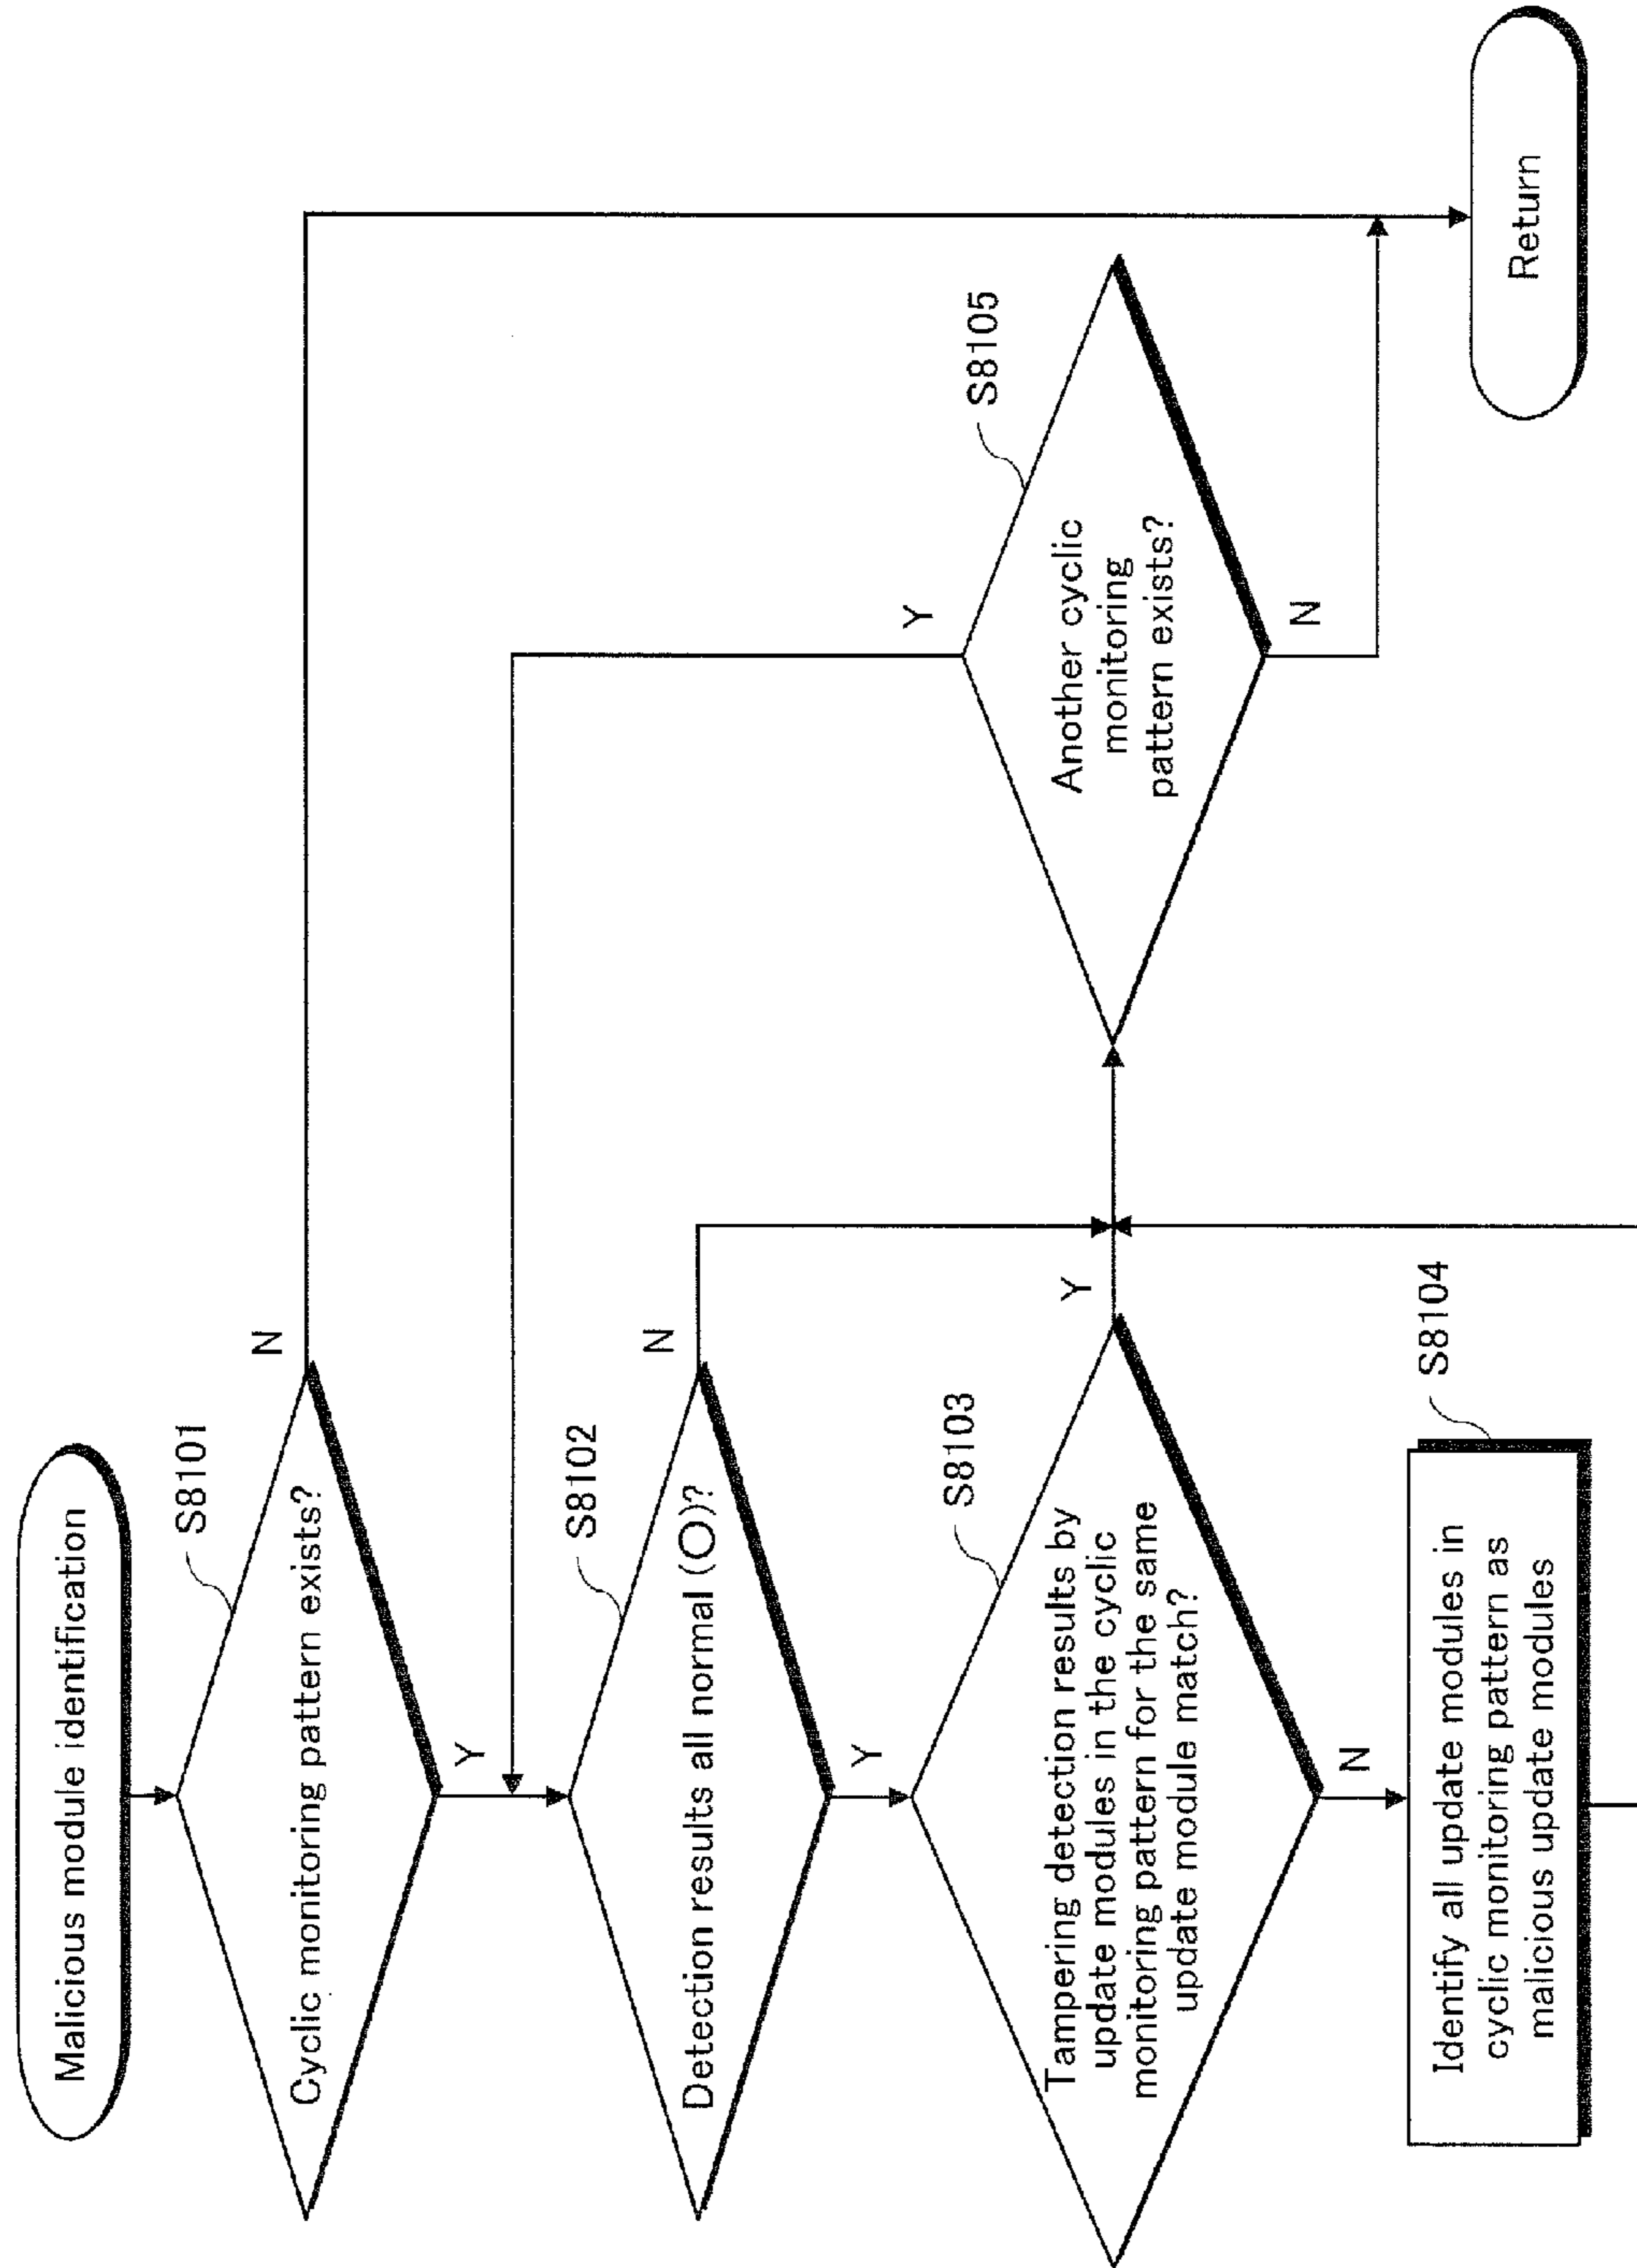 Malicious module identification
S8101
Cyclic monitoring pattern exists?
N
Y
S8102
Detection results all normal (O)?
N
Y
S8103
Tampering detection results by
update modules in the cyclic
monitoring pattern for the same
update module match?
Y
N
S8104
Identify all update modules in
cyclic monitoring pattern as
malicious update modules
S8105
Another cyclic
monitoring
pattern exists?
Y
N
Return